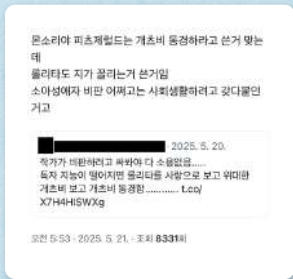 몬소리야 피츠제럴드는 개츠비 동경하라고 쓴거 맞는
데
롤리타도 지가 꼴리는거 쓴거임
소아성애자 비판 어쩌고는 사회생활하려고 갖다붙인
거고
· 2025. 5. 20.
작가가 비판하려고 써봐야 다 소용없음......
독자 지능이 떨어지면 롤리타를 사랑으로 보고 위대한
개츠비 보고 개츠비 동경함............ t.co/
X7H4HISWXg
오전 5:53 · 2025. 5. 21. · 조회 8331회